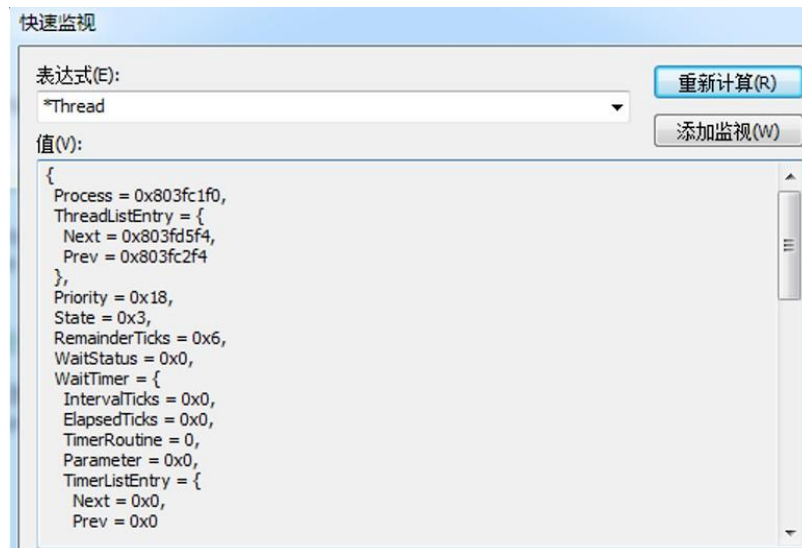 快速监视
表达式(E):
*Thread
重新计算(R)
添加监视(W)
值(V):
{
Process = 0x803fc1f0,
ThreadListEntry = {
Next = 0x803fd5f4,
Prev = 0x803fc2f4
},
Priority = 0x18,
State = 0x3,
RemainderTicks = 0x6,
WaitStatus = 0x0,
WaitTimer = {
IntervalTicks = 0x0,
ElapsedTicks = 0x0,
TimerRoutine = 0,
Parameter = 0x0,
TimerListEntry = {
Next = 0x0,
Prev = 0x0